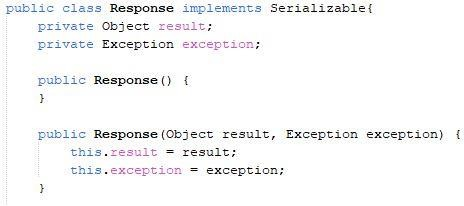 public class Response implements Serializable{
    private Object result;
    private Exception exception;

    public Response() {
    }

    public Response(Object result, Exception exception) {
        this.result = result;
        this.exception = exception;
    }